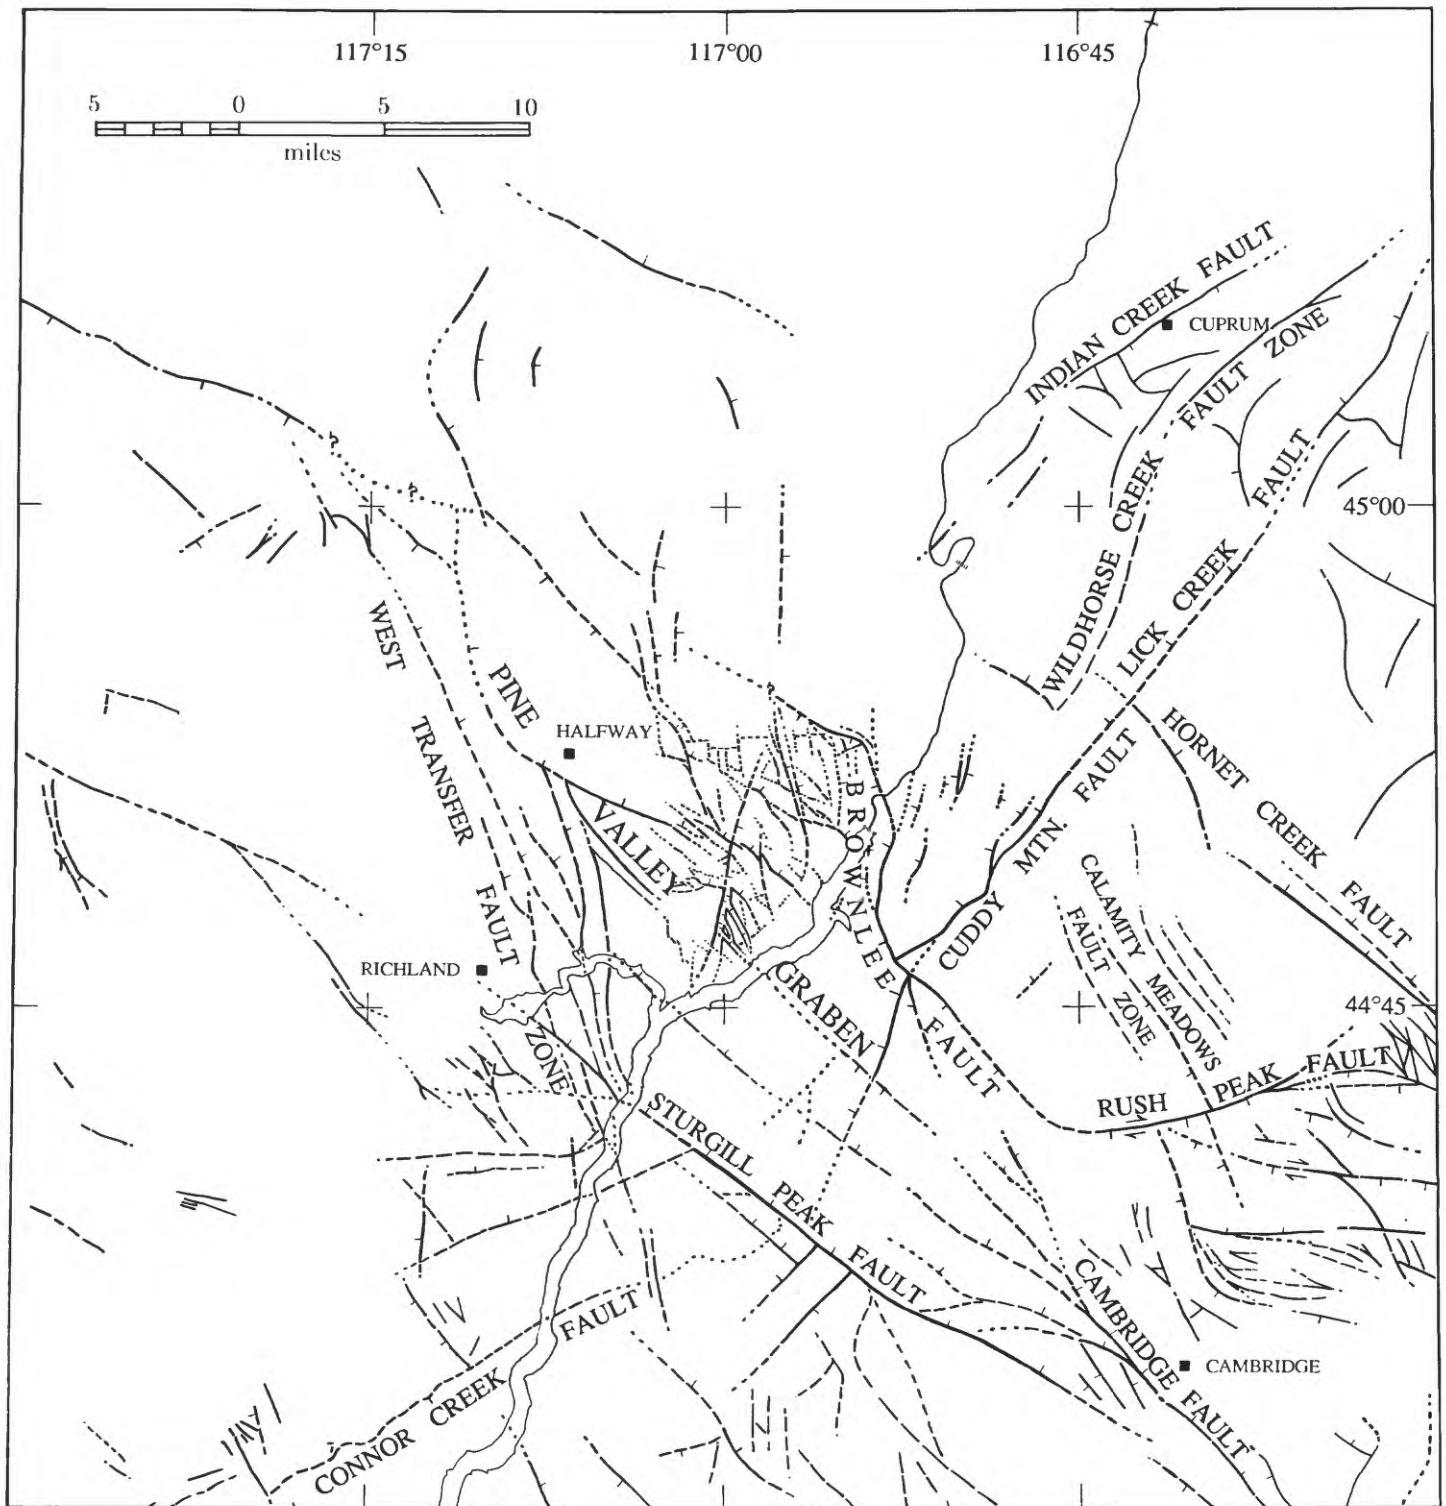 117°15
117°00
116°45
5 0 5 10
miles
INDIAN CREEK FAULT
CUPRUM
WILDHORSE CREEK FAULT ZONE
LICK CREEK FAULT
45°00
?
?
?
WEST TRANSFER FAULT ZONE
PINE VALLEY GRABEN
HALFWAY
BROWNLEE FAULT
CUDDY MTN. FAULT
HORNET CREEK FAULT
CALAMITY MEADOWS
FAULT ZONE
RICHLAND
44°45
RUSH PEAK FAULT
STURGILL PEAK FAULT
CAMBRIDGE FAULT
CAMBRIDGE
CONNOR CREEK FAULT